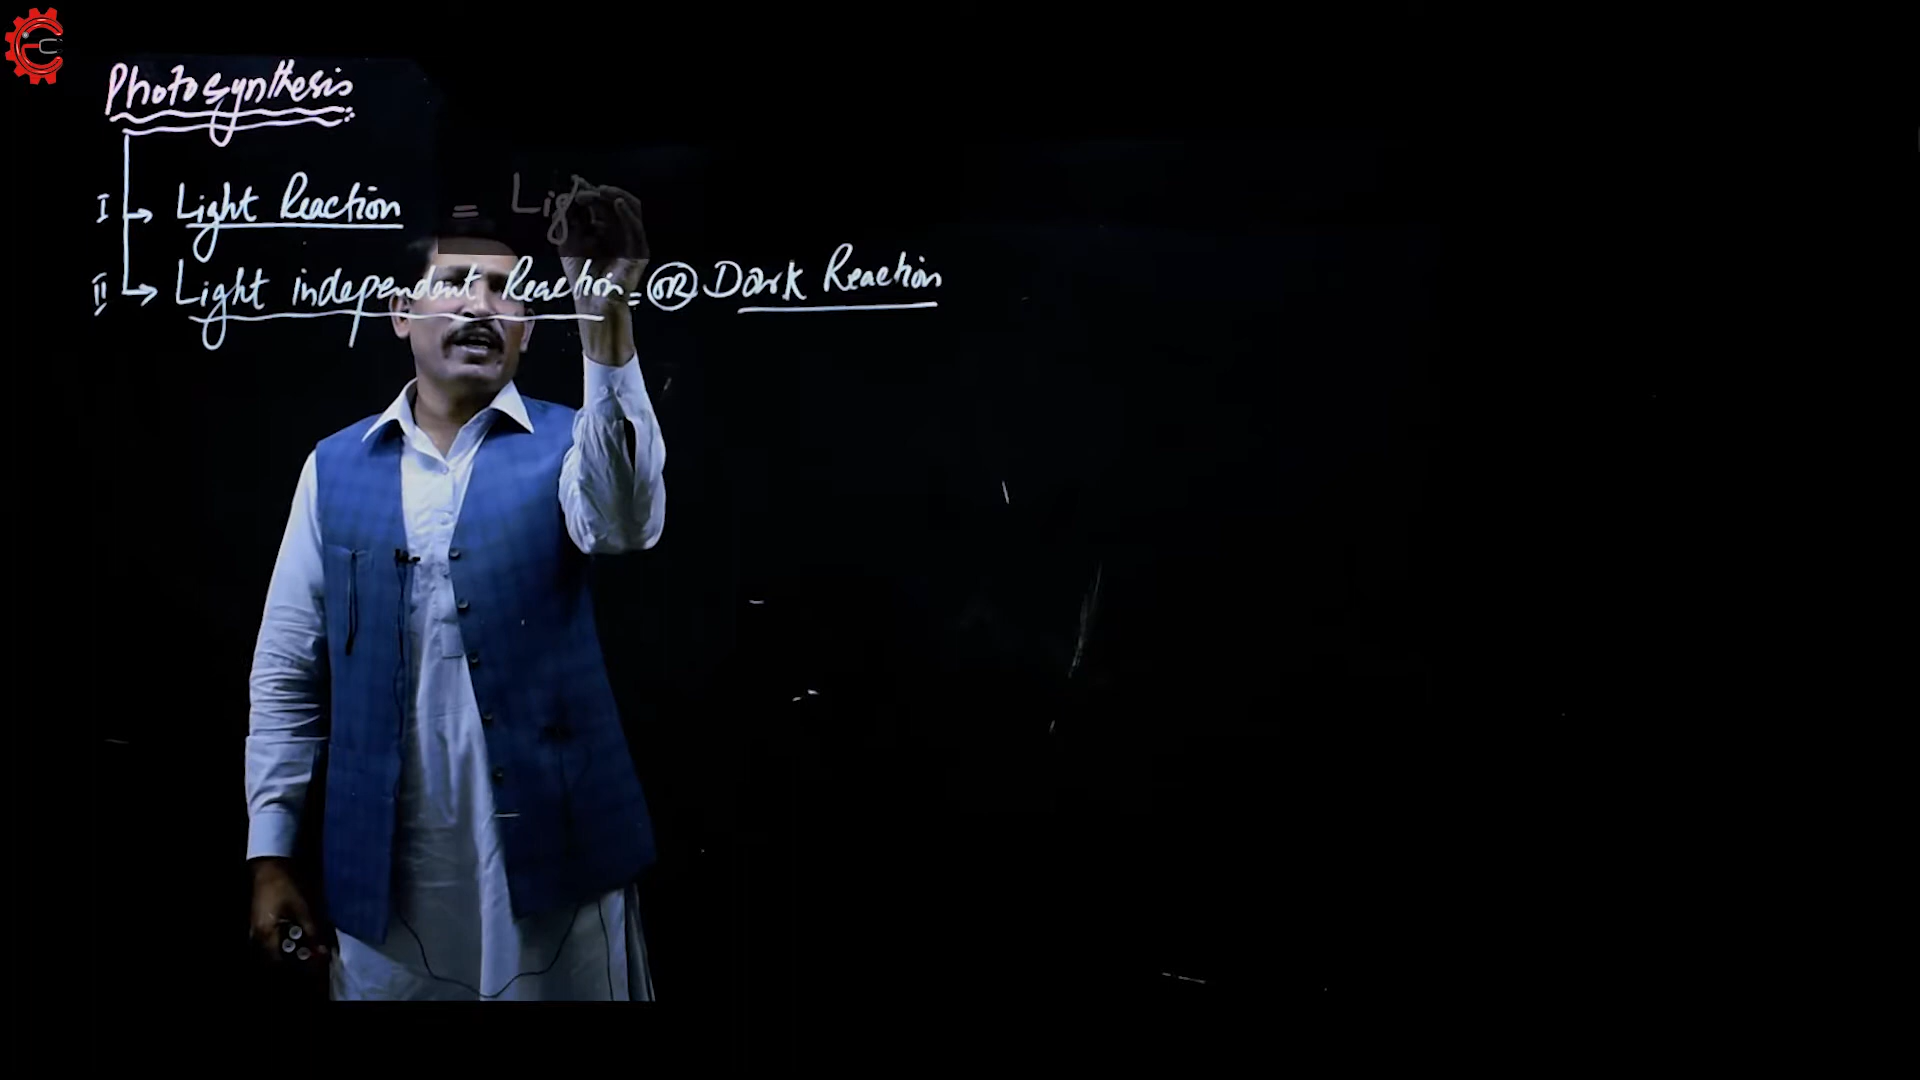 Photosynthesis
I → Light Reaction = Lig
II → Light independent Reaction = OR Dark Reaction